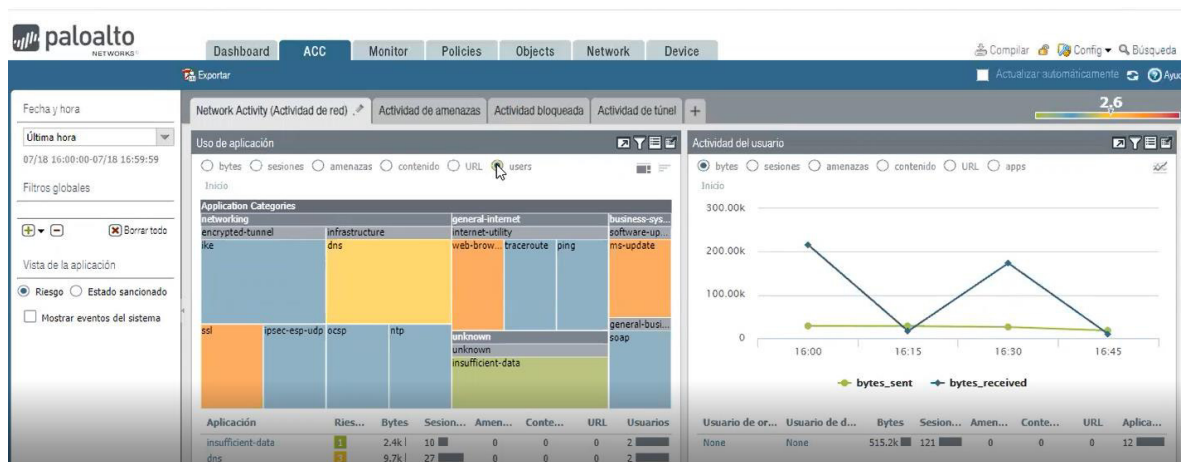 paloalto
NETWORKS
Dashboard ACC Monitor Policies Objects Network Device
Compilar Config Búsqueda
Exportar
Actualizar automáticamente
Fecha y hora
Última hora
07/18 16:00:00-07/18 16:59:59
Filtros globales
Borrar todo
Vista de la aplicación
Riesgo Estado sancionado
Mostrar eventos del sistema
Network Activity (Actividad de red) Actividad de amenazas Actividad bloqueada Actividad de túnel +
2,6
Uso de aplicación
bytes sesiones amenazas contenido URL users
Inicio
Application Categories
networking general-internet business-sys...
encrypted-tunnel infrastructure internet-utility software-up...
ike dns web-brow... traceroute ping ms-update
general-busi...
ssl ipsec-esp-udp ocsp ntp soap
unknown
unknown
insufficient-data
Aplicación Ries... Bytes Sesion... Amen... Conte... URL Usuarios
insufficient-data 1 2.4k 10 0 0 0 2
dns 3 9.7k 27 0 0 0 2
Actividad del usuario
bytes sesiones amenazas contenido URL apps
Inicio
300.00k
200.00k
100.00k
0
16:00 16:15 16:30 16:45
bytes_sent bytes_received
Usuario de or... Usuario de d... Bytes Sesion... Amen... Conte... URL Aplica...
None None 515.2k 121 0 0 0 12